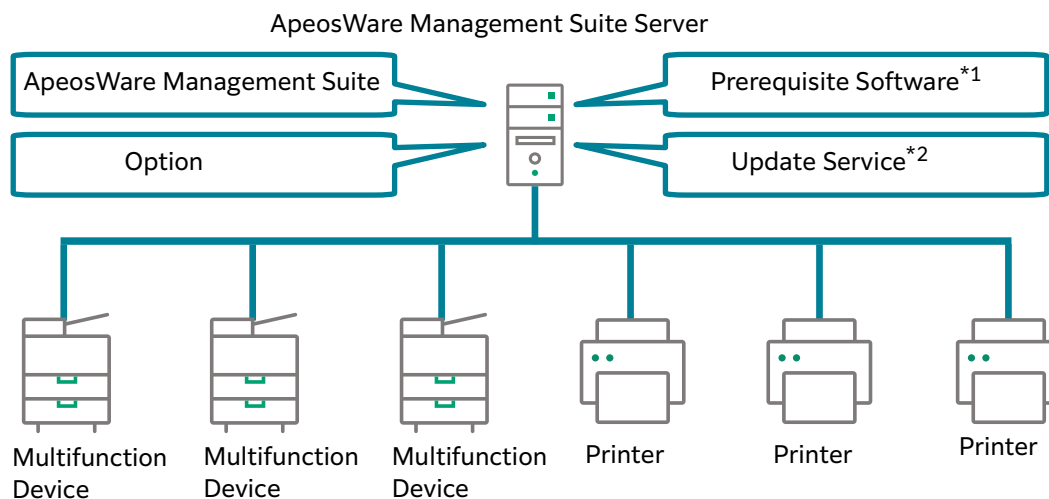 ApeosWare Management Suite Server
ApeosWare Management Suite
Prerequisite Software*1
Option
Update Service*2
Multifunction
Device
Multifunction
Device
Multifunction
Device
Printer
Printer
Printer